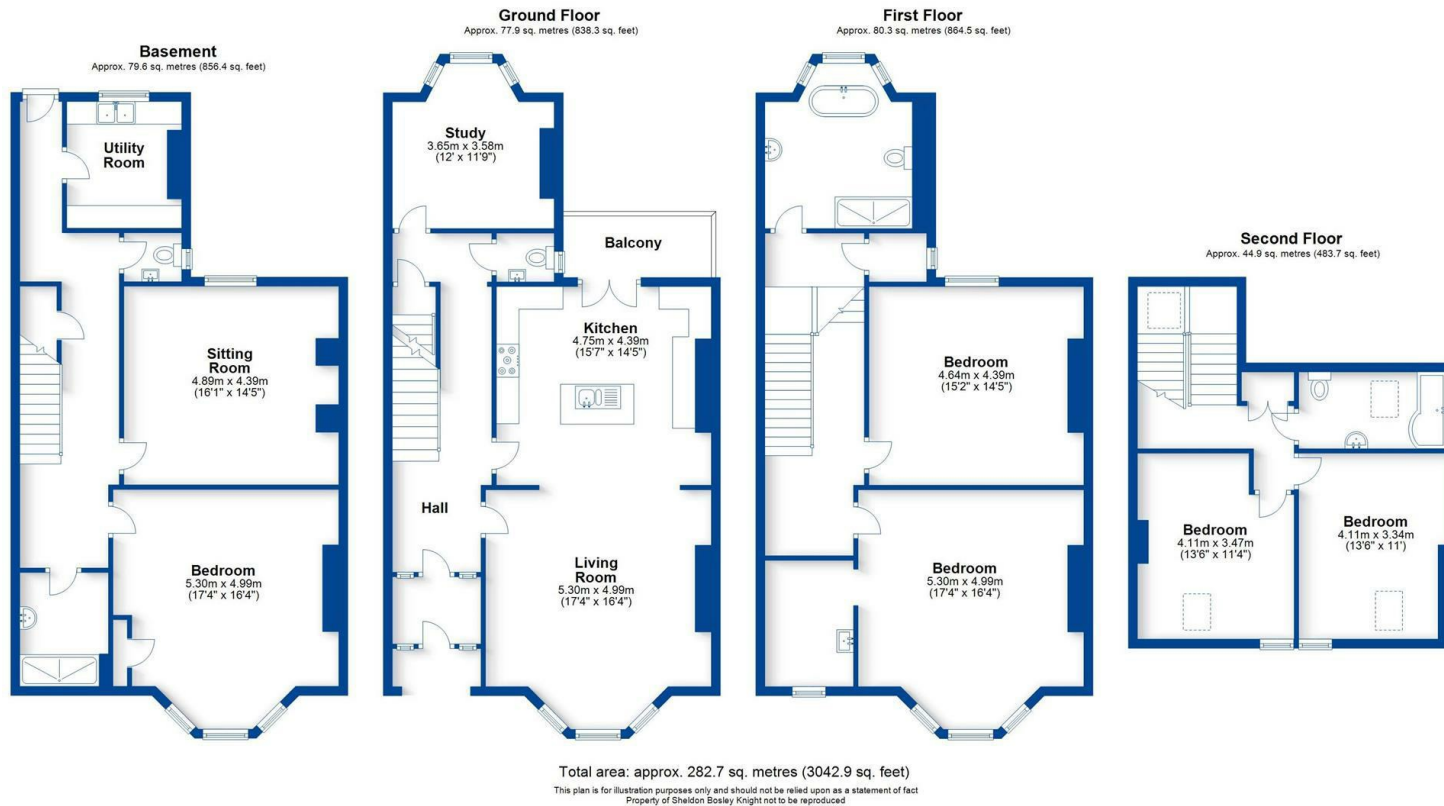 Basement
Approx. 79.6 sq. metres (856.4 sq. feet)
Utility
Room
Sitting
Room
4.89m x 4.39m
(16'1" x 14'5")
Bedroom
5.30m x 4.99m
(17'4" x 16'4")
Ground Floor
Approx. 77.9 sq. metres (838.3 sq. feet)
Study
3.65m x 3.58m
(12' x 11'9")
Balcony
Kitchen
4.75m x 4.39m
(15'7" x 14'5")
Hall
Living
Room
5.30m x 4.99m
(17'4" x 16'4")
First Floor
Approx. 80.3 sq. metres (864.5 sq. feet)
Bedroom
4.64m x 4.39m
(15'2" x 14'5")
Bedroom
5.30m x 4.99m
(17'4" x 16'4")
Second Floor
Approx. 44.9 sq. metres (483.7 sq. feet)
Bedroom
4.11m x 3.47m
(13'6" x 11'4")
Bedroom
4.11m x 3.34m
(13'6" x 11')
Total area: approx. 282.7 sq. metres (3042.9 sq. feet)
This plan is for illustration purposes only and should not be relied upon as a statement of fact
Property of Sheldon Bosley Knight not to be reproduced